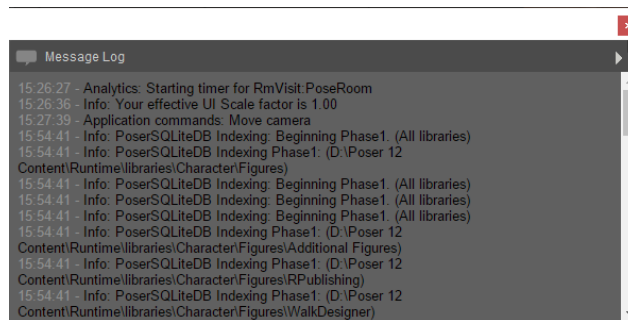 Message Log
15:26:27 - Analytics: Starting timer for RmVisit:PoseRoom
15:26:36 - Info: Your effective UI Scale factor is 1.00
15:27:39 - Application commands: Move camera
15:54:41 - Info: PoserSQLiteDB Indexing: Beginning Phase1. (All libraries)
15:54:41 - Info: PoserSQLiteDB Indexing Phase1: (D:\Poser 12
Content\Runtime\libraries\Character\Figures)
15:54:41 - Info: PoserSQLiteDB Indexing: Beginning Phase1. (All libraries)
15:54:41 - Info: PoserSQLiteDB Indexing: Beginning Phase1. (All libraries)
15:54:41 - Info: PoserSQLiteDB Indexing: Beginning Phase1. (All libraries)
15:54:41 - Info: PoserSQLiteDB Indexing Phase1: (D:\Poser 12
Content\Runtime\libraries\Character\Figures\Additional Figures)
15:54:41 - Info: PoserSQLiteDB Indexing Phase1: (D:\Poser 12
Content\Runtime\libraries\Character\Figures\RPublishing)
15:54:41 - Info: PoserSQLiteDB Indexing Phase1: (D:\Poser 12
Content\Runtime\libraries\Character\Figures\WalkDesigner)